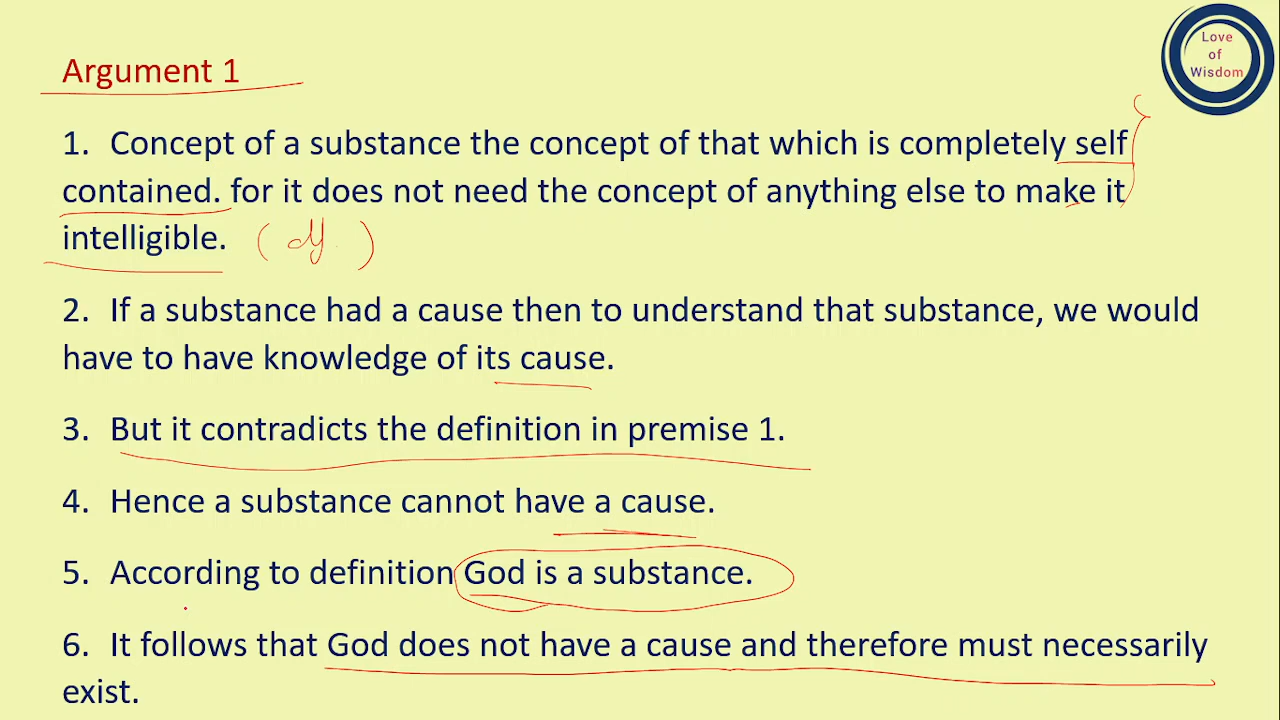 Love
of
Wisdom
Argument 1
1. Concept of a substance the concept of that which is completely self
contained. for it does not need the concept of anything else to make it
intelligible.
2. If a substance had a cause then to understand that substance, we would
have to have knowledge of its cause.
3. But it contradicts the definition in premise 1.
4. Hence a substance cannot have a cause.
5. According to definition God is a substance.
6. It follows that God does not have a cause and therefore must necessarily
exist.